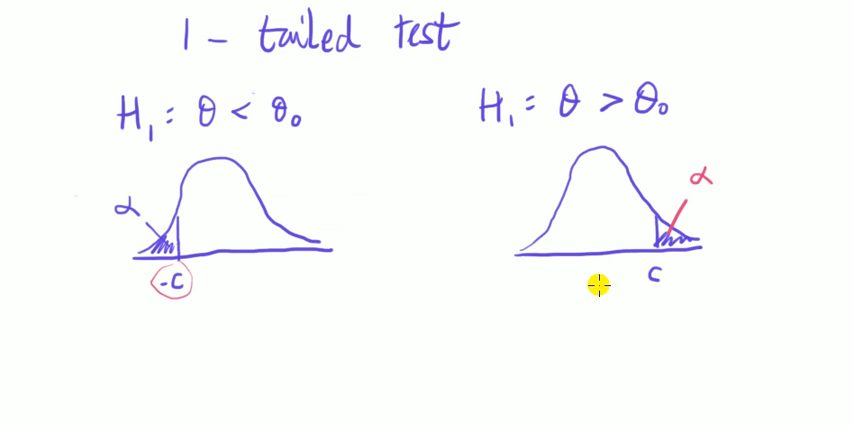 1 - tailed test
H₁ : θ < θ₀
H₁ : θ > θ₀
α
α
-c
c